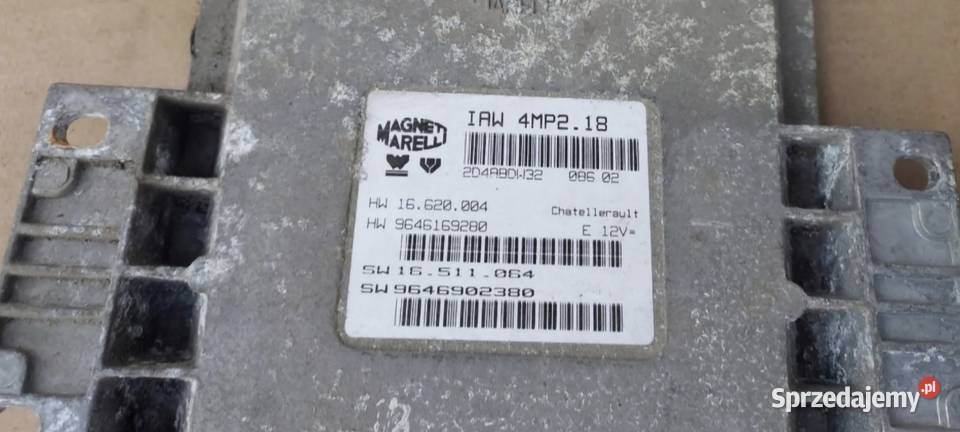 IAW 4MP2.18
MAGNETI
MARELLI
2D4A8DW32 086 02
HW 16.620.004 Chatellerault
HW 9646169280 E 12V=
SW 16.511.064
SW 9646902380
Sprzedajemy.pl